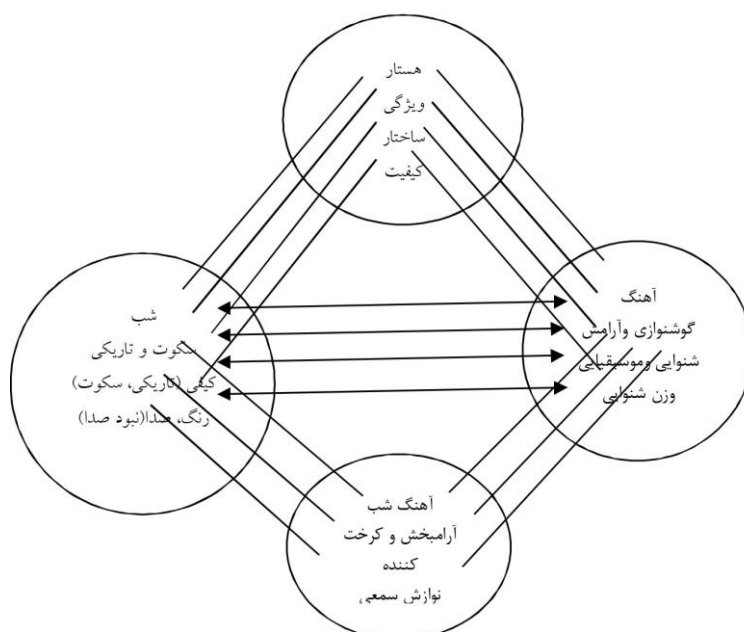 هستار
ویژگی
ساختار
کیفیت
آهنگ
گوشنوازی وآرامش
شنوایی وموسیقیایی
وزن شنوایی
شب
سکوت و تاریکی
کیفی (تاریکی، سکوت)
رنگ، صدا(نبود صدا)
آهنگ شب
آرامبخش و کرخت
کننده
نوازش سمعی